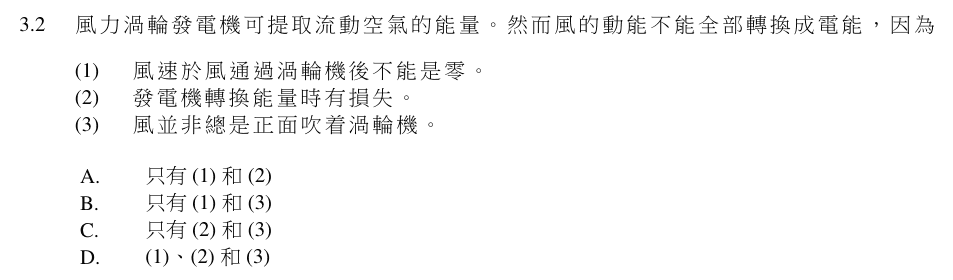 3.2 風力渦輪發電機可提取流動空氣的能量。然而風的動能不能全部轉換成電能，因為
(1) 風速於風通過渦輪機後不能是零。
(2) 發電機轉換能量時有損失。
(3) 風並非總是正面吹着渦輪機。
A. 只有 (1) 和 (2)
B. 只有 (1) 和 (3)
C. 只有 (2) 和 (3)
D. (1)、(2) 和 (3)